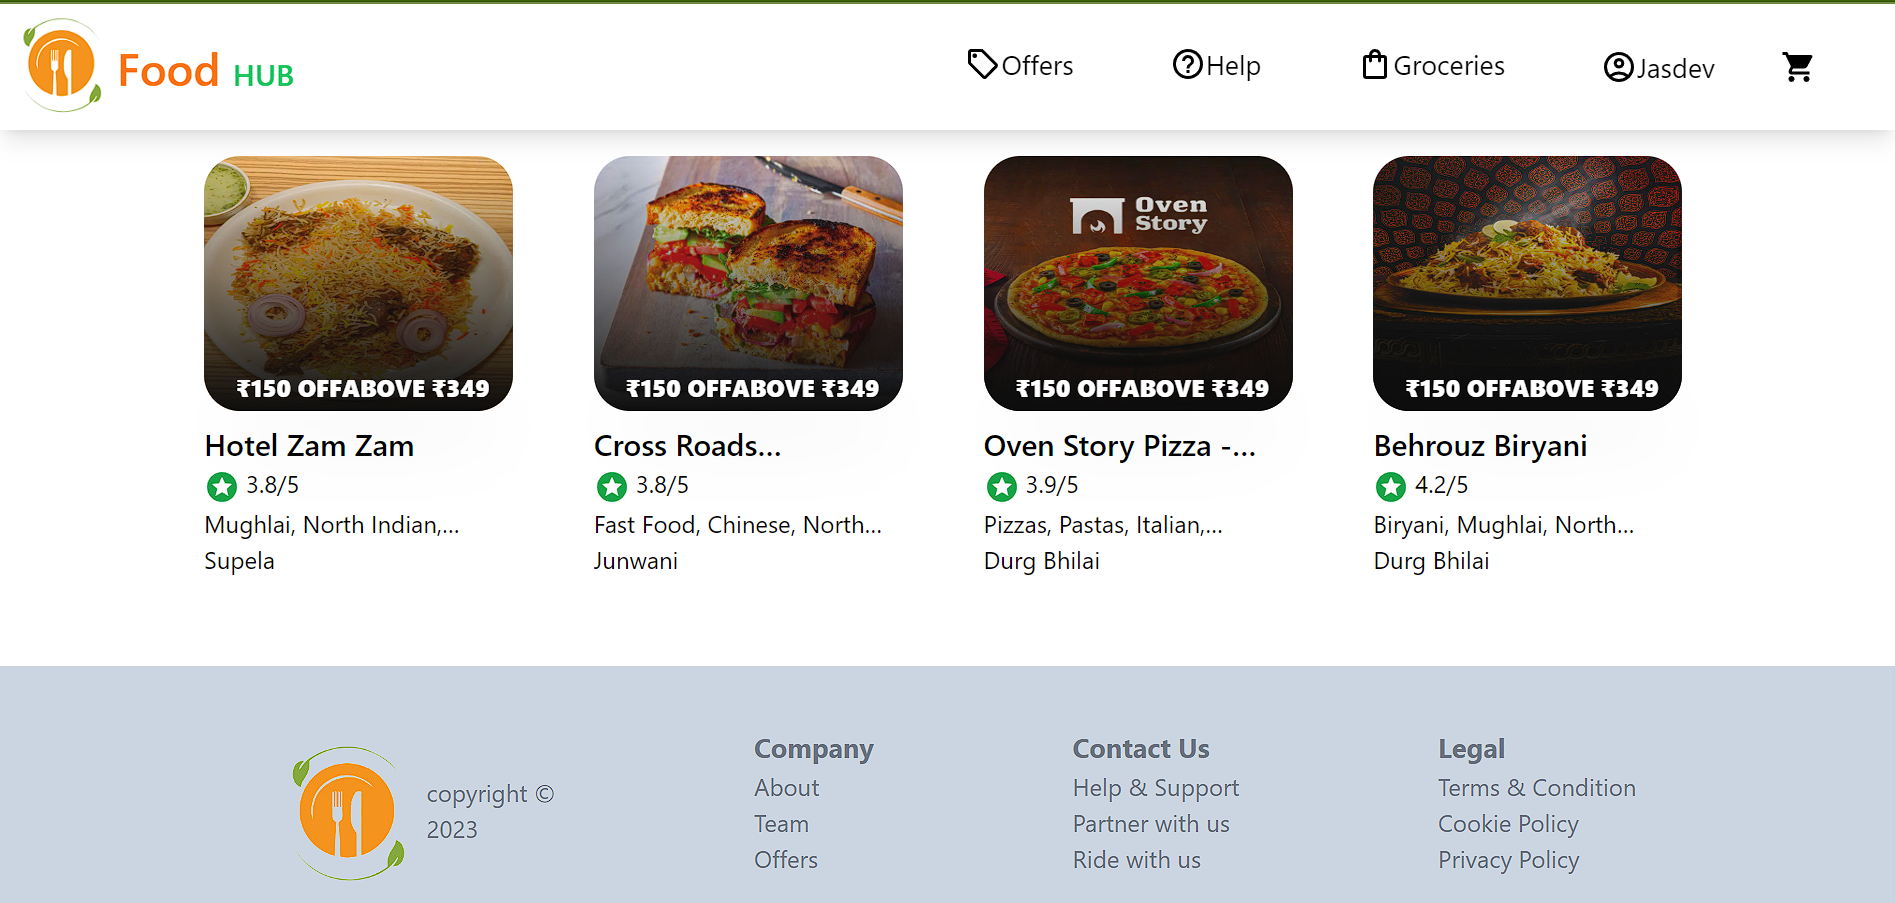 Food HUB
Offers
Help
Groceries
Jasdev
Oven
Story
₹150 OFFABOVE ₹349
₹150 OFFABOVE ₹349
₹150 OFFABOVE ₹349
₹150 OFFABOVE ₹349
Hotel Zam Zam
3.8/5
Mughlai, North Indian,...
Supela
Cross Roads...
3.8/5
Fast Food, Chinese, North...
Junwani
Oven Story Pizza -...
3.9/5
Pizzas, Pastas, Italian,...
Durg Bhilai
Behrouz Biryani
4.2/5
Biryani, Mughlai, North...
Durg Bhilai
copyright ©
2023
Company
About
Team
Offers
Contact Us
Help & Support
Partner with us
Ride with us
Legal
Terms & Condition
Cookie Policy
Privacy Policy